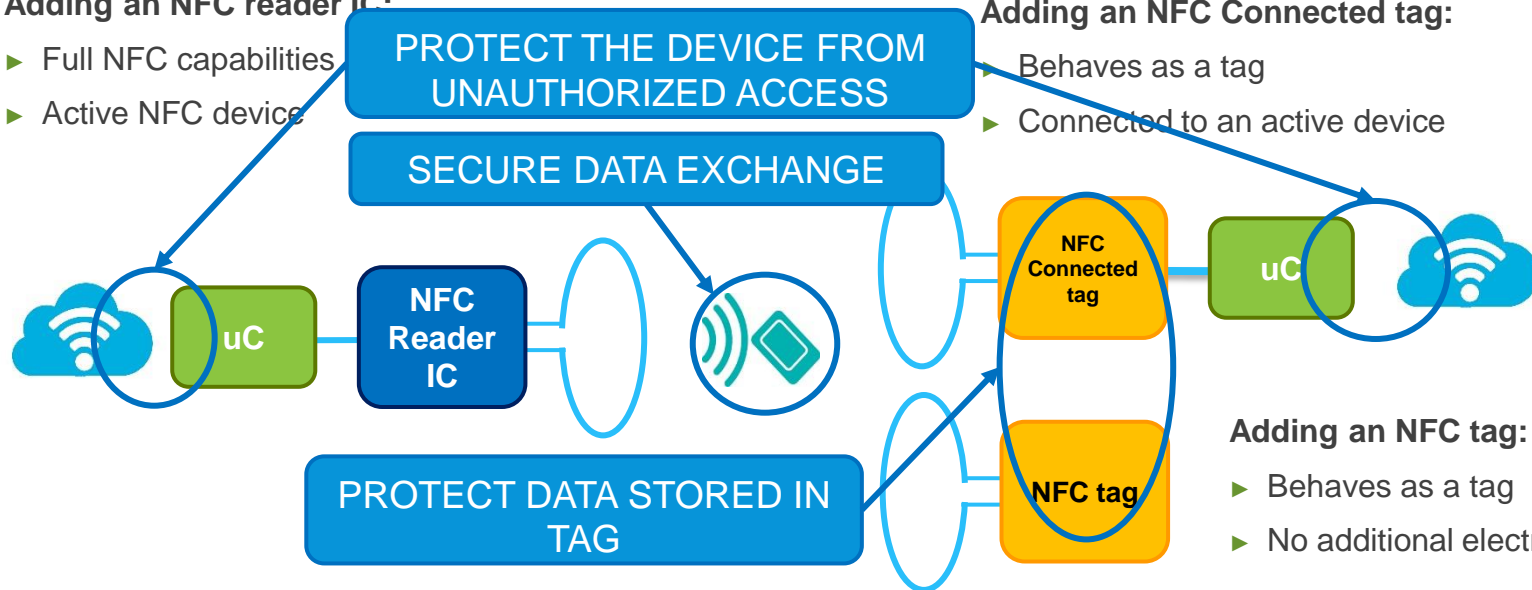 Adding an NFC reader IC:
► Full NFC capabilities
► Active NFC device
PROTECT THE DEVICE FROM
UNAUTHORIZED ACCESS
Adding an NFC Connected tag:
► Behaves as a tag
► Connected to an active device
SECURE DATA EXCHANGE
uC
NFC
Reader
IC
NFC
Connected
tag
uC
PROTECT DATA STORED IN
TAG
NFC tag
Adding an NFC tag:
► Behaves as a tag
► No additional